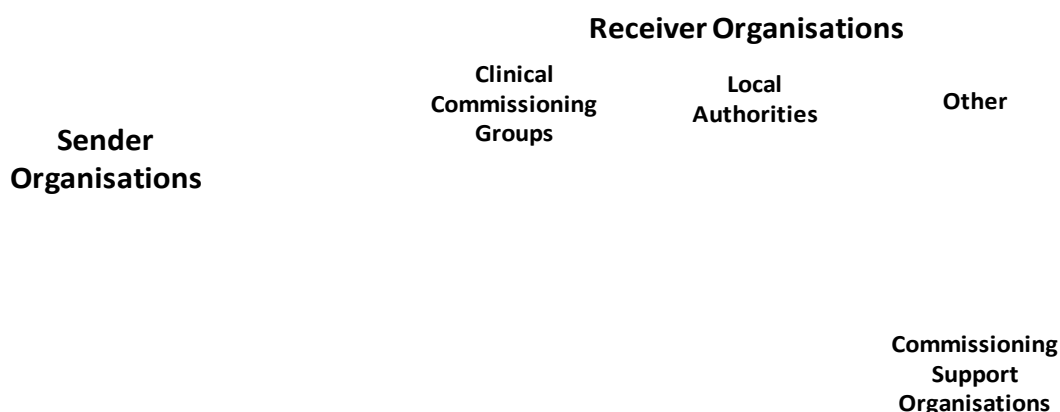 Receiver Organisations
Clinical
Commissioning
Groups
Local
Authorities
Other
Sender
Organisations
Commissioning
Support
Organisations